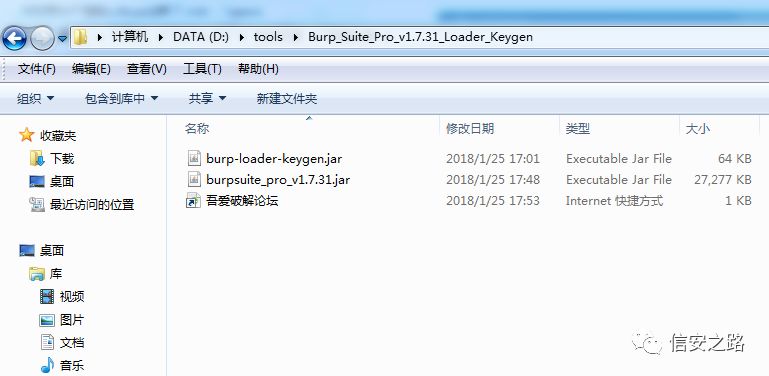 计算机 DATA (D:) tools Burp_Suite_Pro_v1.7.31_Loader_Keygen
文件(F) 编辑(E) 查看(V) 工具(T) 帮助(H)
组织 包含到库中 共享 新建文件夹
收藏夹
下载
桌面
最近访问的位置
桌面
库
视频
图片
文档
音乐
名称 修改日期 类型 大小
burp-loader-keygen.jar 2018/1/25 17:01 Executable Jar File 64 KB
burpsuite_pro_v1.7.31.jar 2018/1/25 17:48 Executable Jar File 27,277 KB
吾爱破解论坛 2018/1/25 17:53 Internet 快捷方式 1 KB
信安之路